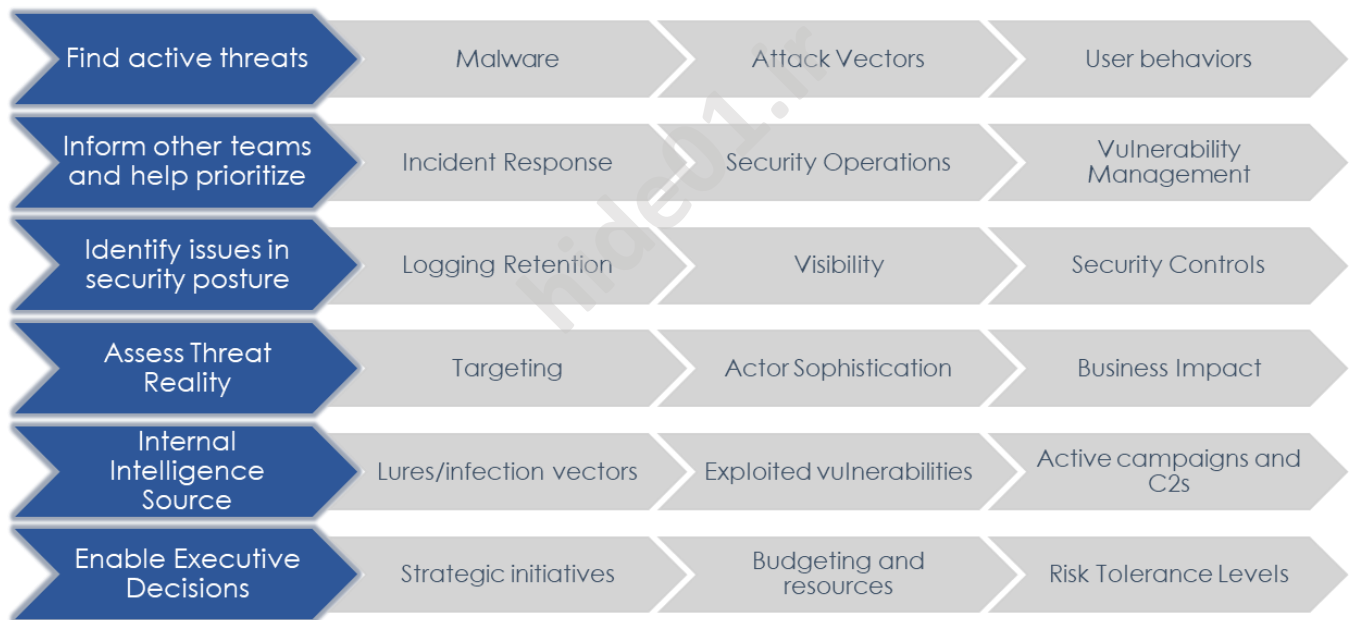 Find active threats
Malware
Attack Vectors
User behaviors
Inform other teams
and help prioritize
Incident Response
Security Operations
Vulnerability
Management
Identify issues in
security posture
Logging Retention
Visibility
Security Controls
Assess Threat
Reality
Targeting
Actor Sophistication
Business Impact
Internal
Intelligence
Source
Lures/infection vectors
Exploited vulnerabilities
Active campaigns and
C2s
Enable Executive
Decisions
Strategic initiatives
Budgeting and
resources
Risk Tolerance Levels
hide01.ir